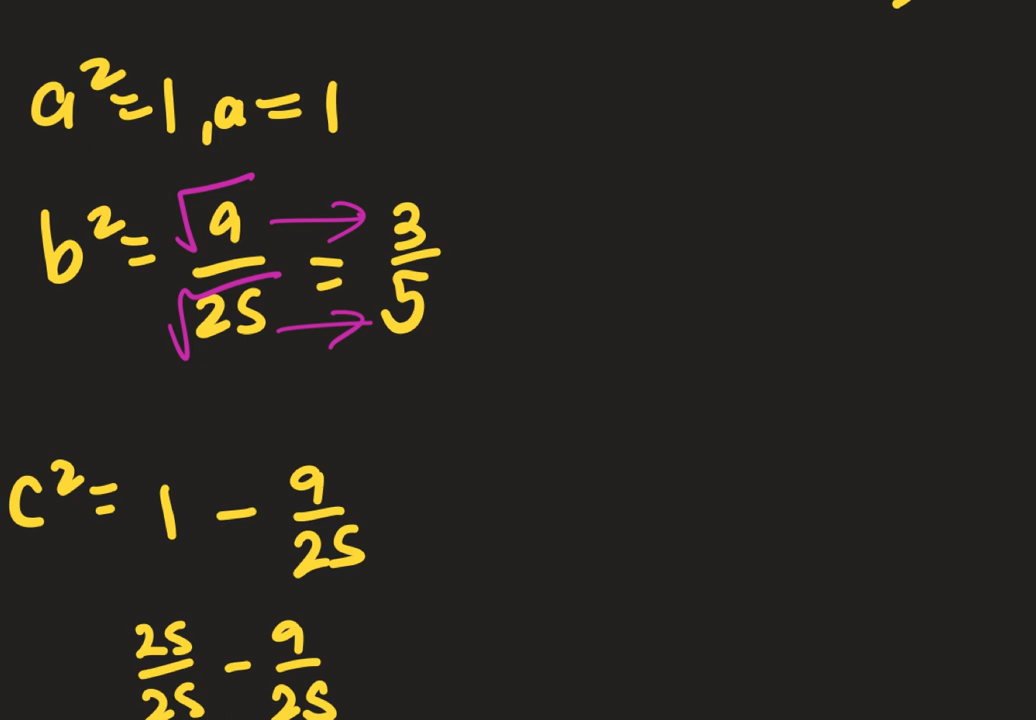 a² = 1, a = 1
b² = √9/√25 = 3/5
c² = 1 - 9/25
25/25 - 9/25